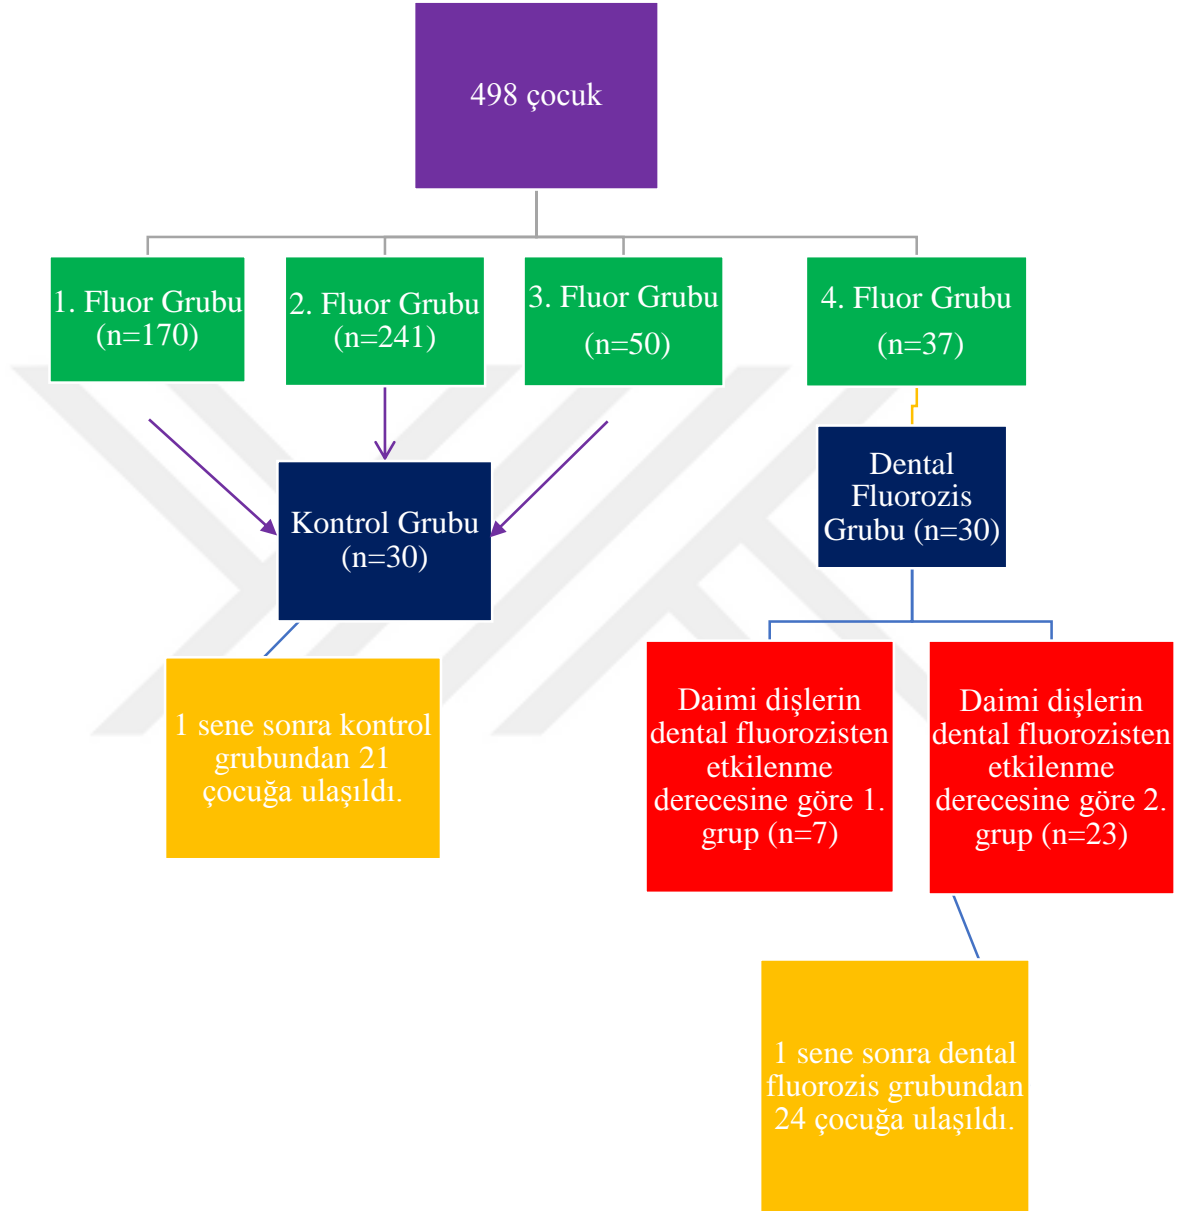 498 çocuk
1. Fluor Grubu
(n=170)
2. Fluor Grubu
(n=241)
3. Fluor Grubu
(n=50)
4. Fluor Grubu
(n=37)
Kontrol Grubu
(n=30)
Dental
Fluorozis
Grubu (n=30)
1 sene sonra kontrol
grubundan 21
çocuğa ulaşıldı.
Daimi dişlerin
dental fluorozisten
etkilenme
derecesine göre 1.
grup (n=7)
Daimi dişlerin
dental fluorozisten
etkilenme
derecesine göre 2.
grup (n=23)
1 sene sonra dental
fluorozis grubundan
24 çocuğa ulaşıldı.